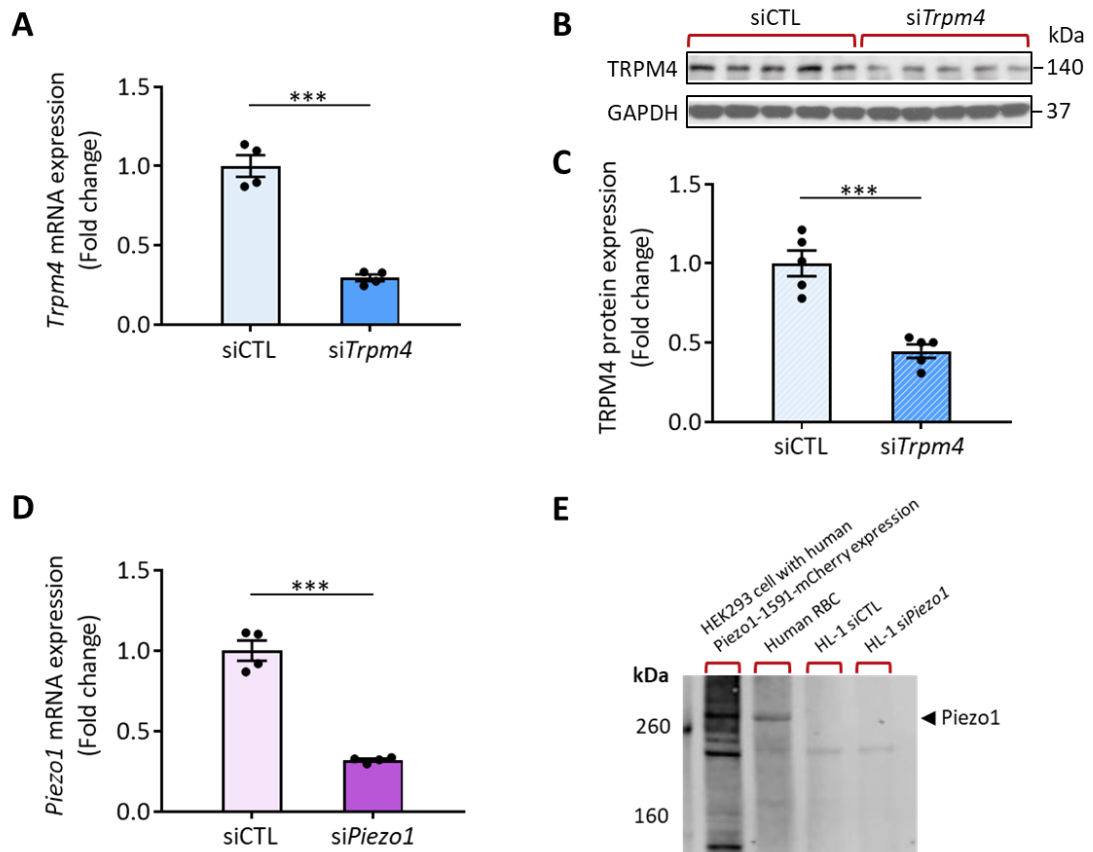 A
Trpm4 mRNA expression
(Fold change)
1.5
1.0
0.5
0.0
***
siCTL
siTrpm4
B
siCTL
siTrpm4
kDa
TRPM4
140
GAPDH
37
C
TRPM4 protein expression
(Fold change)
1.5
1.0
0.5
0.0
***
siCTL
siTrpm4
D
Piezo1 mRNA expression
(Fold change)
1.5
1.0
0.5
0.0
***
siCTL
siPiezo1
E
HEK293 cell with human
Piezo1-1591-mCherry expression
Human RBC
HL-1 siCTL
HL-1 siPiezo1
kDa
260
160
Piezo1